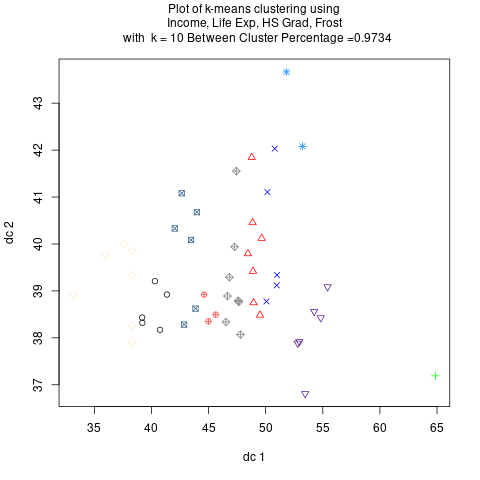 Plot of k-means clustering using
Income, Life Exp, HS Grad, Frost
with  k = 10 Between Cluster Percentage =0.9734
43
42
41
40
39
38
37
dc 2
35
40
45
50
55
60
65
dc 1